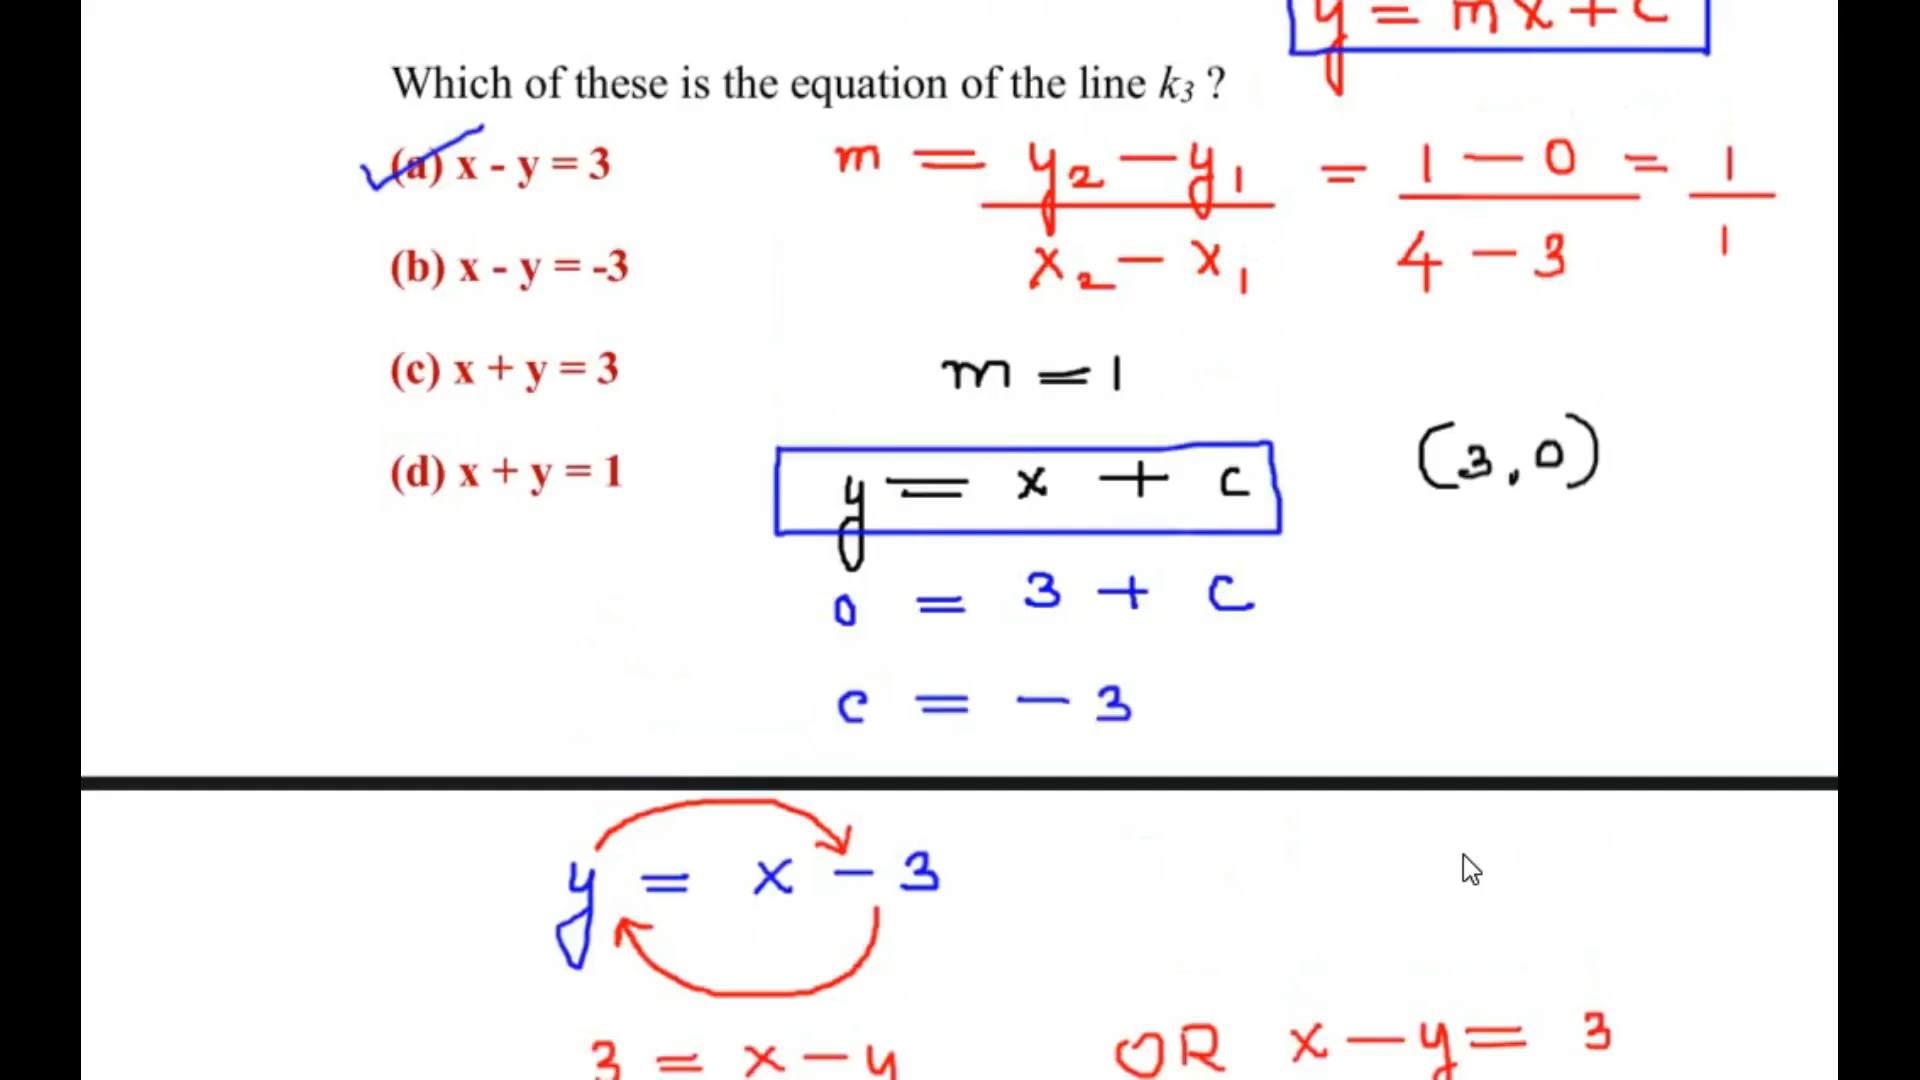 y = mx + c
Which of these is the equation of the line k₃ ?
(a) x - y = 3
(b) x - y = -3
(c) x + y = 3
(d) x + y = 1
m = y₂ - y₁ / x₂ - x₁ = 1 - 0 / 4 - 3 = 1 / 1
m = 1
y = x + c
(3, 0)
0 = 3 + c
c = - 3
y = x - 3
3 = x - y OR x - y = 3